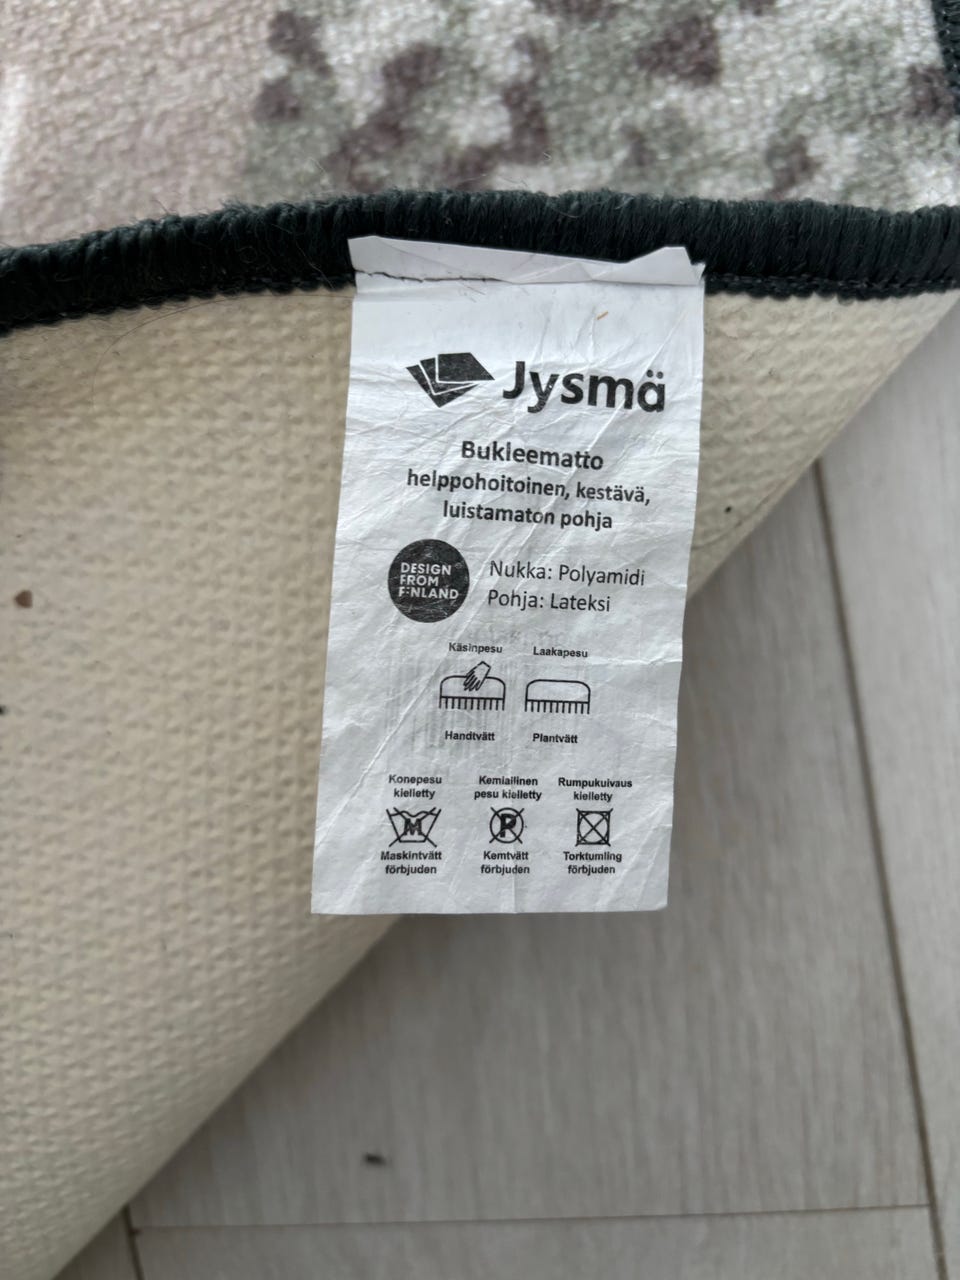 Jysmä
Bukleematto
helppohoitoinen, kestävä,
luistamaton pohja
DESIGN
FROM
F:NLAND
Nukka: Polyamidi
Pohja: Lateksi
Käsinpesu
Laakapesu
Handtvätt
Plantvätt
Konepesu
kielletty
Kemiallinen
pesu kielletty
Rumpukuivaus
kielletty
M
P
Maskintvätt
förbjuden
Kemtvätt
förbjuden
Torktumling
förbjuden